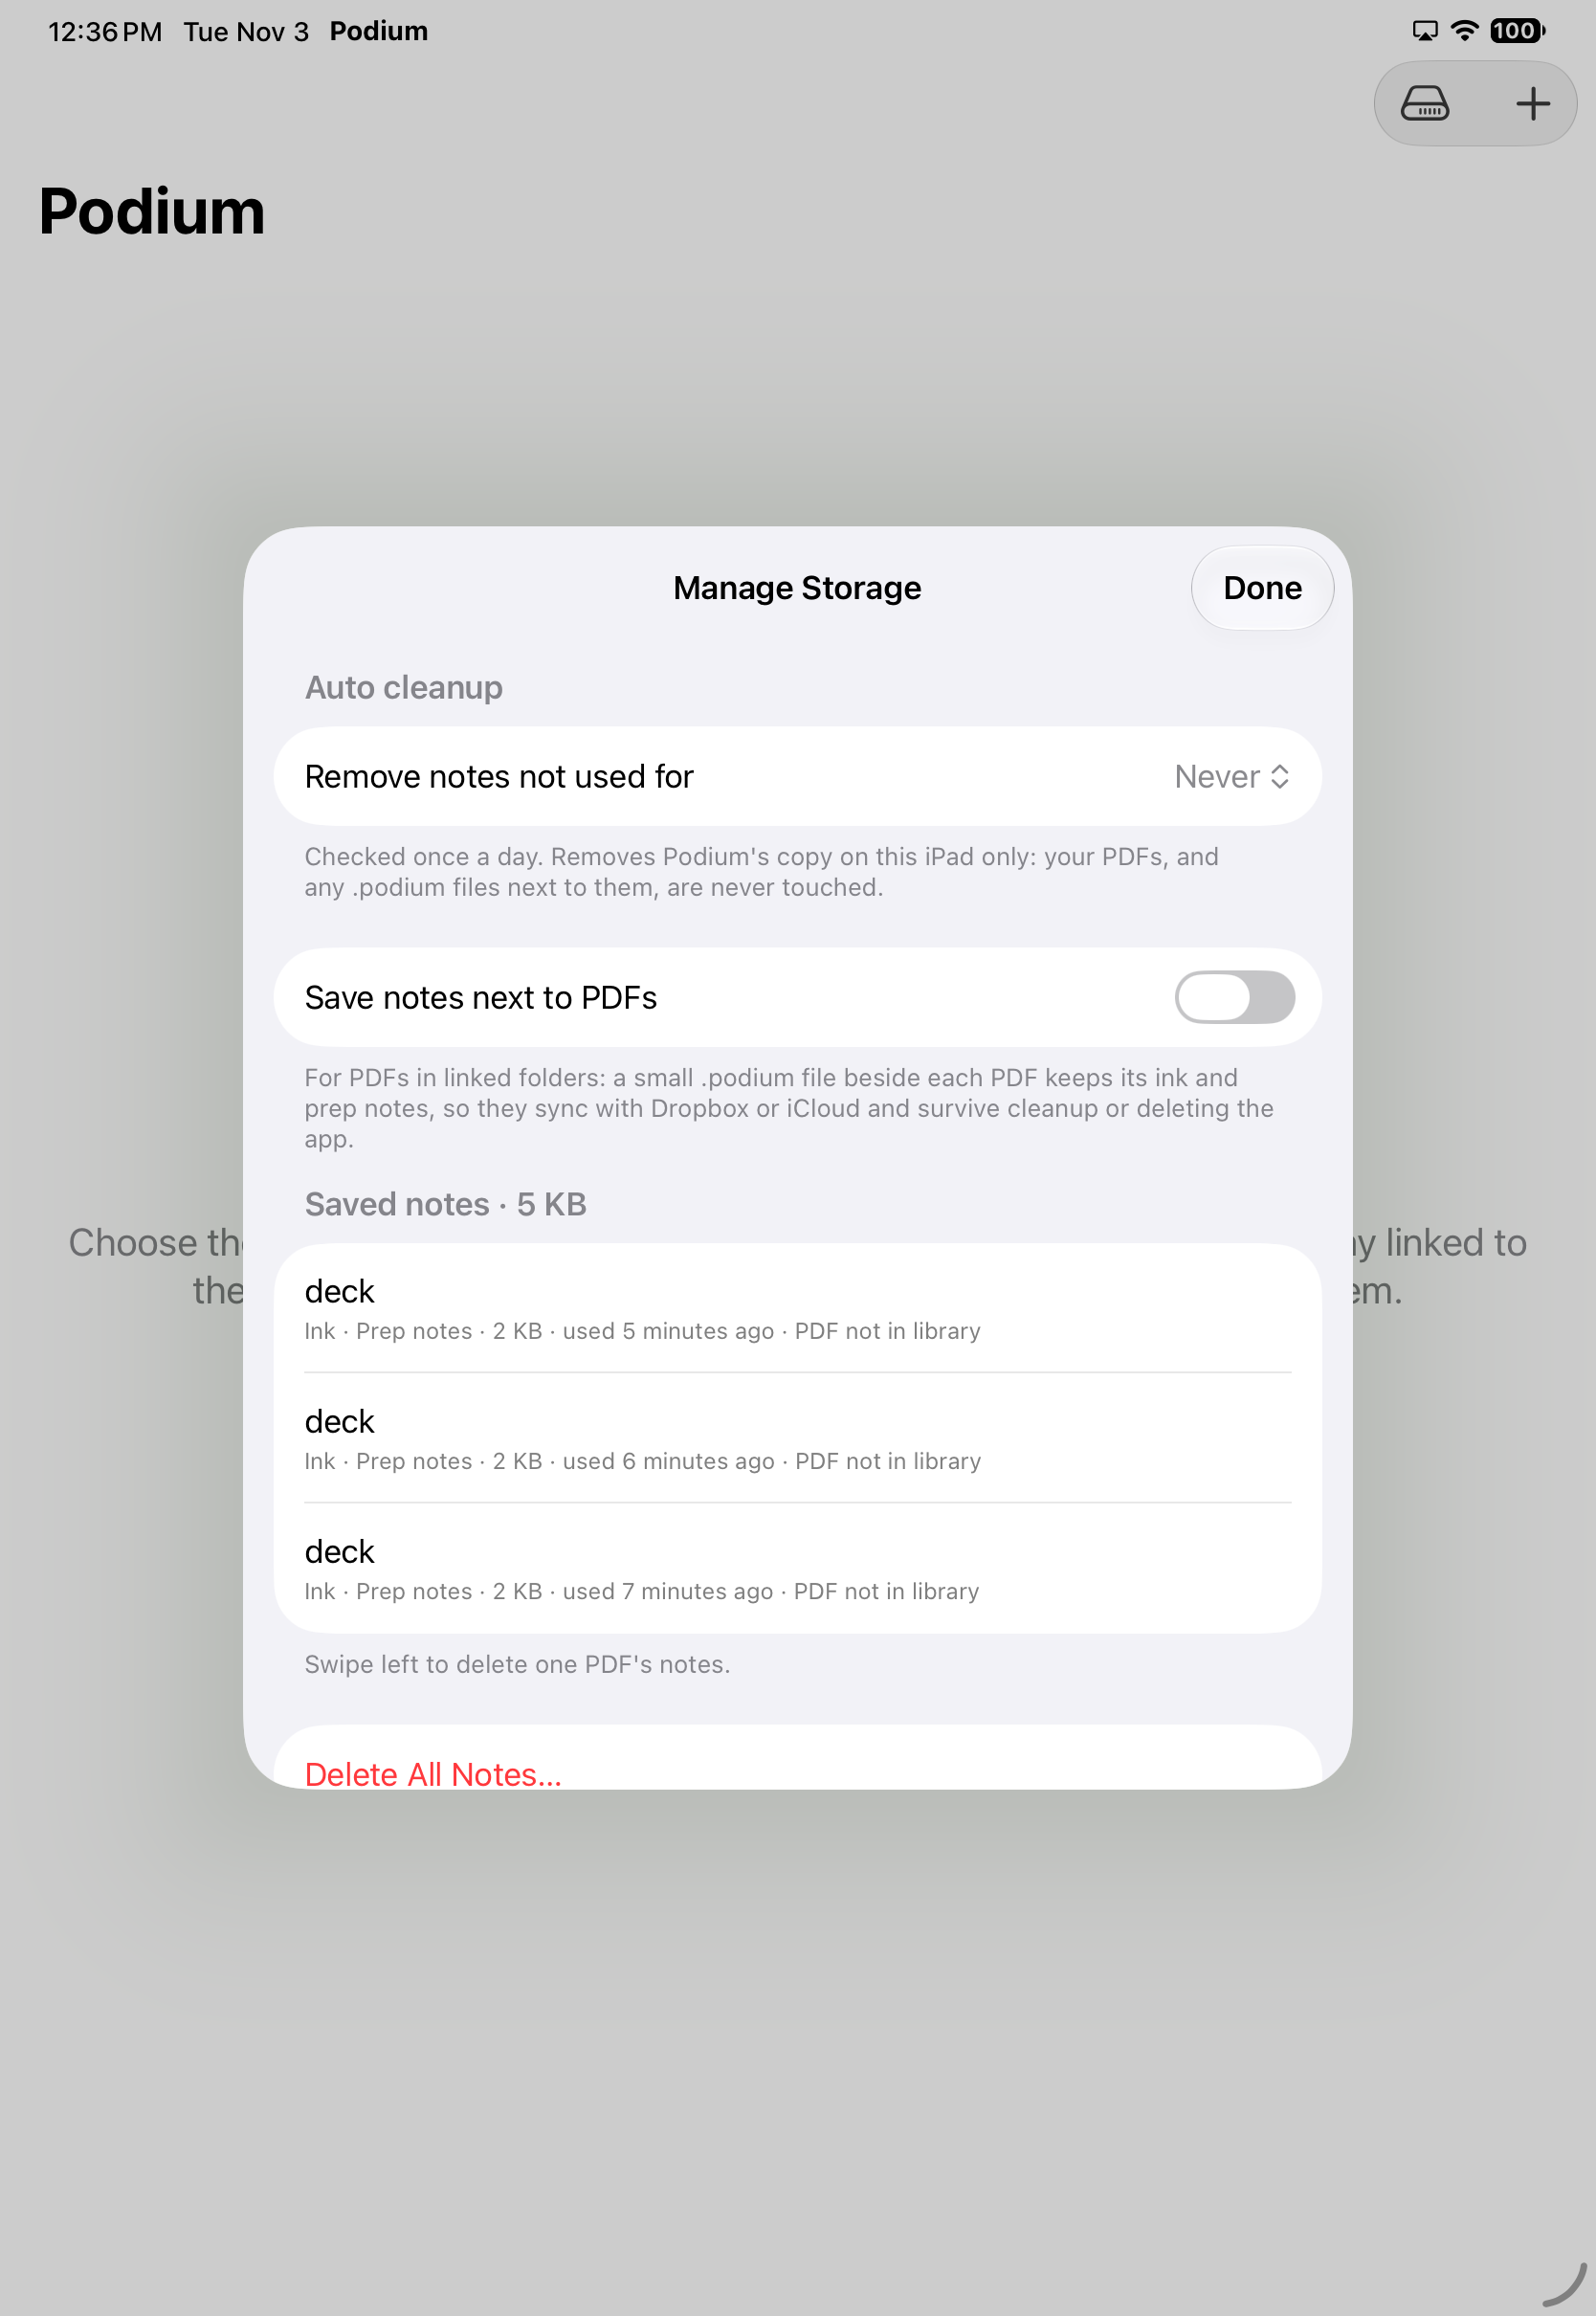 12:36 PM Tue Nov 3 Podium 100
Podium
Manage Storage Done
Auto cleanup
Remove notes not used for Never
Checked once a day. Removes Podium's copy on this iPad only: your PDFs, and
any .podium files next to them, are never touched.
Save notes next to PDFs
For PDFs in linked folders: a small .podium file beside each PDF keeps its ink and
prep notes, so they sync with Dropbox or iCloud and survive cleanup or deleting the
app.
Saved notes · 5 KB
Choose linked to
deck
the
Ink · Prep notes · 2 KB · used 5 minutes ago · PDF not in library
deck
Ink · Prep notes · 2 KB · used 6 minutes ago · PDF not in library
deck
Ink · Prep notes · 2 KB · used 7 minutes ago · PDF not in library
Swipe left to delete one PDF's notes.
Delete All Notes...